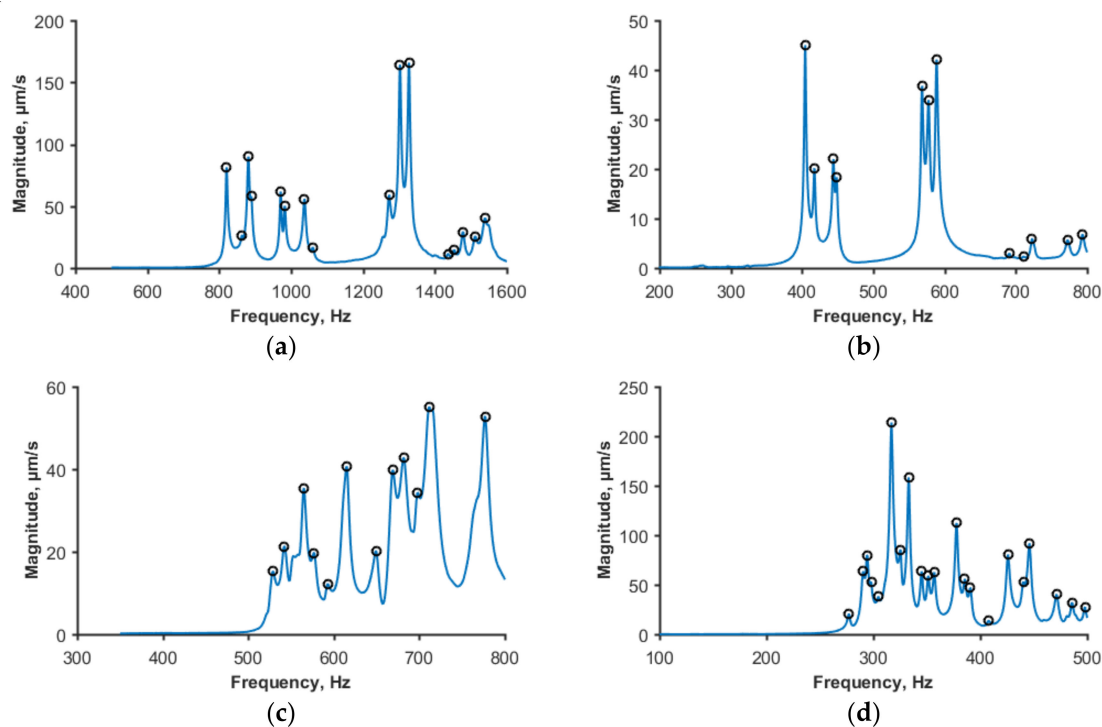 200
150
100
50
0
Magnitude, µm/s
400 600 800 1000 1200 1400 1600
Frequency, Hz
(a)
50
40
30
20
10
0
Magnitude, µm/s
200 300 400 500 600 700 800
Frequency, Hz
(b)
60
40
20
0
Magnitude, µm/s
300 400 500 600 700 800
Frequency, Hz
(c)
250
200
150
100
50
0
Magnitude, µm/s
100 200 300 400 500
Frequency, Hz
(d)